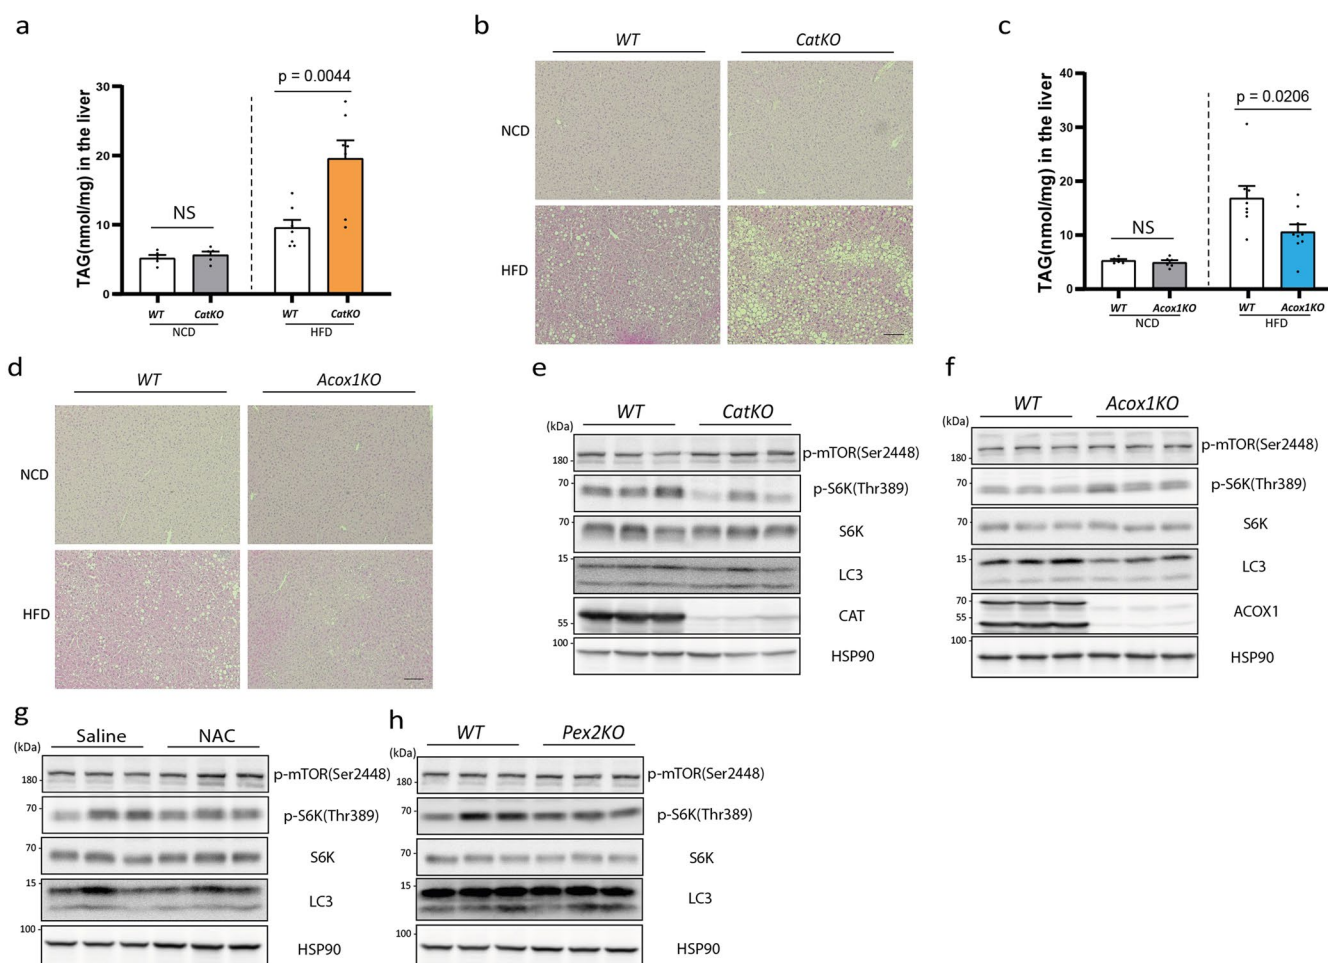 a
TAG(nmol/mg) in the liver
30
20
10
0
NS
p = 0.0044
WT
CatKO
WT
CatKO
NCD
HFD
b
WT
CatKO
NCD
HFD
c
TAG(nmol/mg) in the liver
40
30
20
10
0
NS
p = 0.0206
WT
Acox1KO
WT
Acox1KO
NCD
HFD
d
WT
Acox1KO
NCD
HFD
e
WT
CatKO
(kDa)
180
p-mTOR(Ser2448)
70
p-S6K(Thr389)
70
S6K
15
LC3
CAT
55
100
HSP90
f
WT
Acox1KO
(kDa)
180
p-mTOR(Ser2448)
70
p-S6K(Thr389)
70
S6K
15
LC3
70
55
ACOX1
100
HSP90
g
Saline
NAC
(kDa)
180
p-mTOR(Ser2448)
70
p-S6K(Thr389)
70
S6K
15
LC3
100
HSP90
h
WT
Pex2KO
(kDa)
180
p-mTOR(Ser2448)
70
p-S6K(Thr389)
70
S6K
15
LC3
100
HSP90